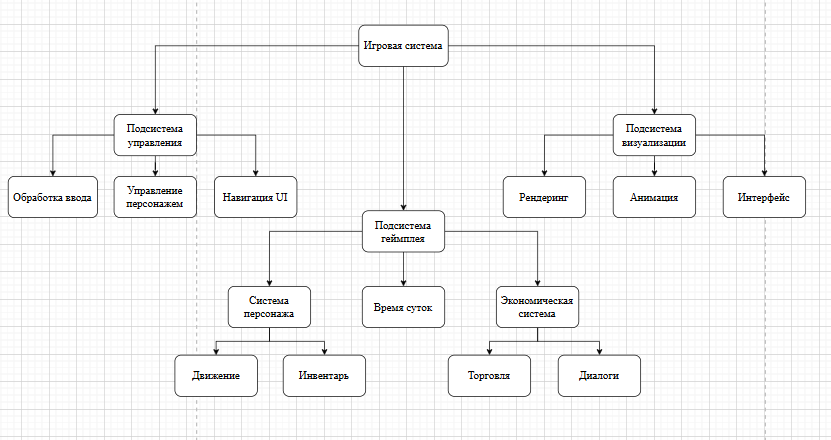 Игровая система
Подсистема
управления
Подсистема
визуализации
Обработка ввода
Управление
персонажем
Навигация UI
Рендеринг
Анимация
Интерфейс
Подсистема
геймплея
Система
персонажа
Время суток
Экономическая
система
Движение
Инвентарь
Торговля
Диалоги